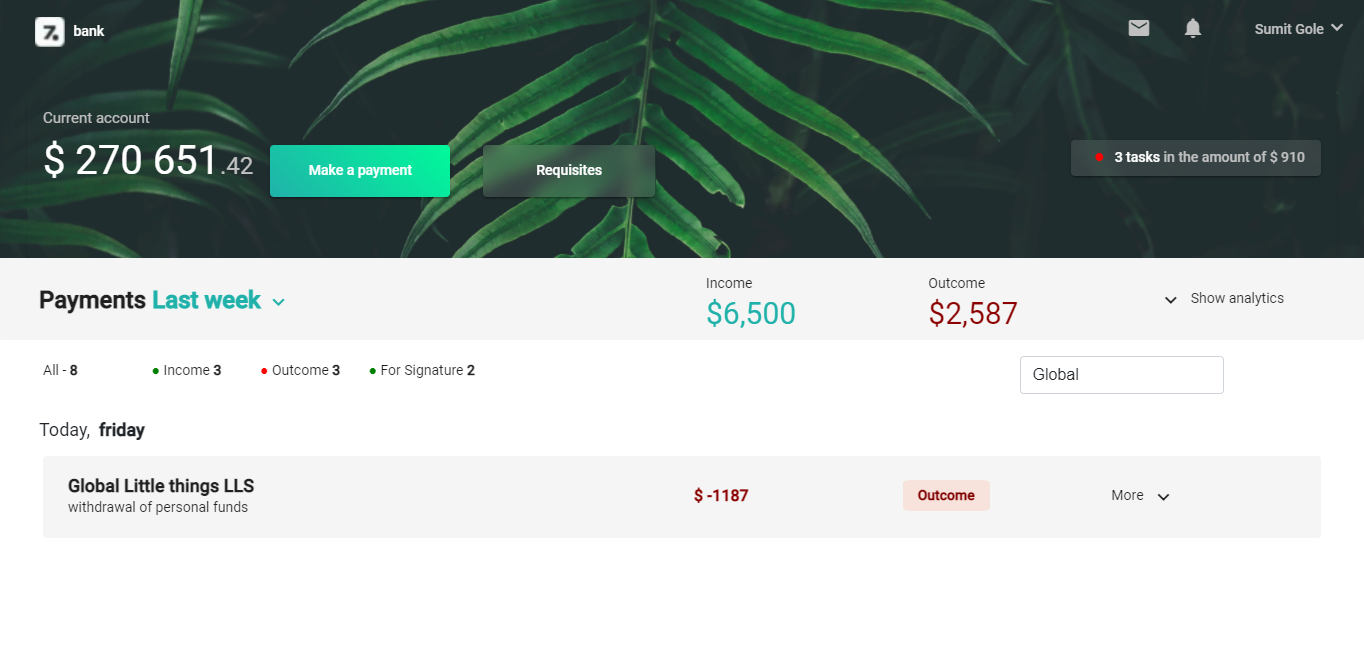 7. bank
Sumit Gole
Current account
$ 270 651.42
Make a payment
Requisites
3 tasks in the amount of $ 910
Payments Last week
Income
$6,500
Outcome
$2,587
Show analytics
All - 8
Income 3
Outcome 3
For Signature 2
Global
Today, friday
Global Little things LLS
withdrawal of personal funds
$ -1187
Outcome
More